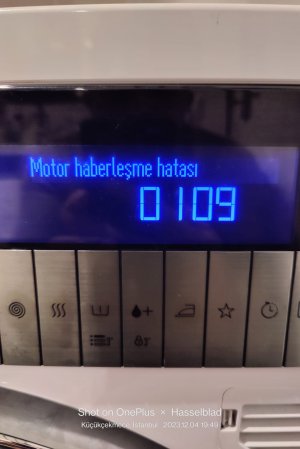 Motor haberleşme hatası
0109
Shot on OnePlus × Hasselblad
Küçükçekmece, İstanbul 2023.12.04 19:49